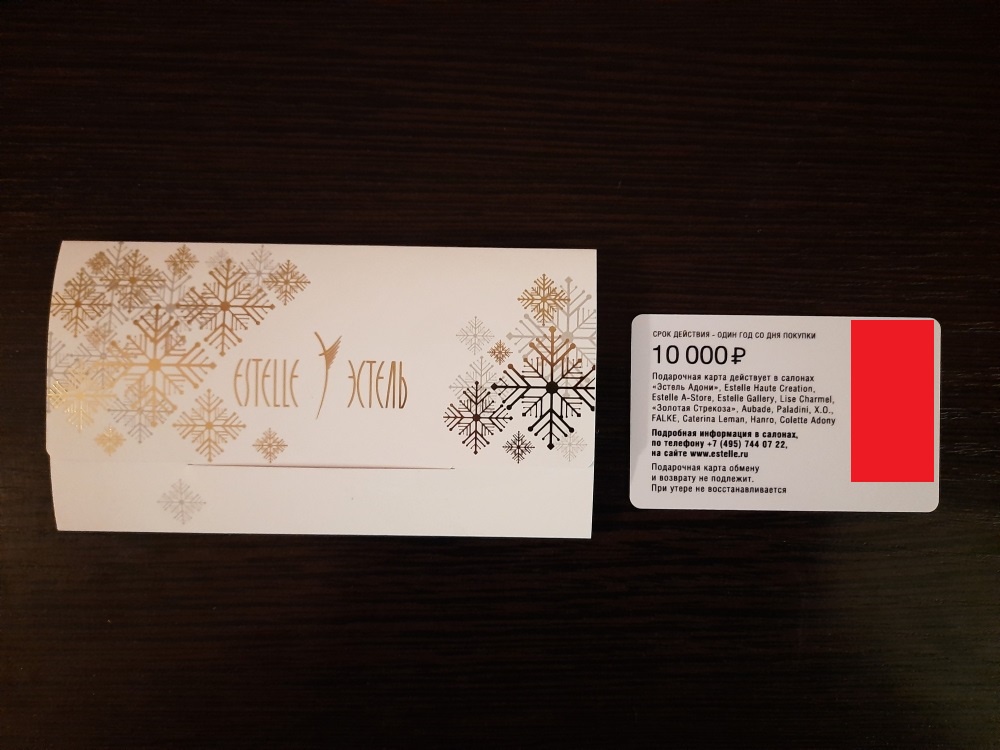 ESTELLE ЭСТЕЛЬ
СРОК ДЕЙСТВИЯ - ОДИН ГОД СО ДНЯ ПОКУПКИ
10 000 ₽
Подарочная карта действует в салонах
«Эстель Адони», Estelle Haute Creation,
Estelle A-Store, Estelle Gallery, Lise Charmel,
«Золотая Стрекоза», Aubade, Paladini, X.O.,
FALKE, Caterina Leman, Hanro, Colette Adony
Подробная информация в салонах,
по телефону +7 (495) 744 07 22,
на сайте www.estelle.ru
Подарочная карта обмену
и возврату не подлежит.
При утере не восстанавливается